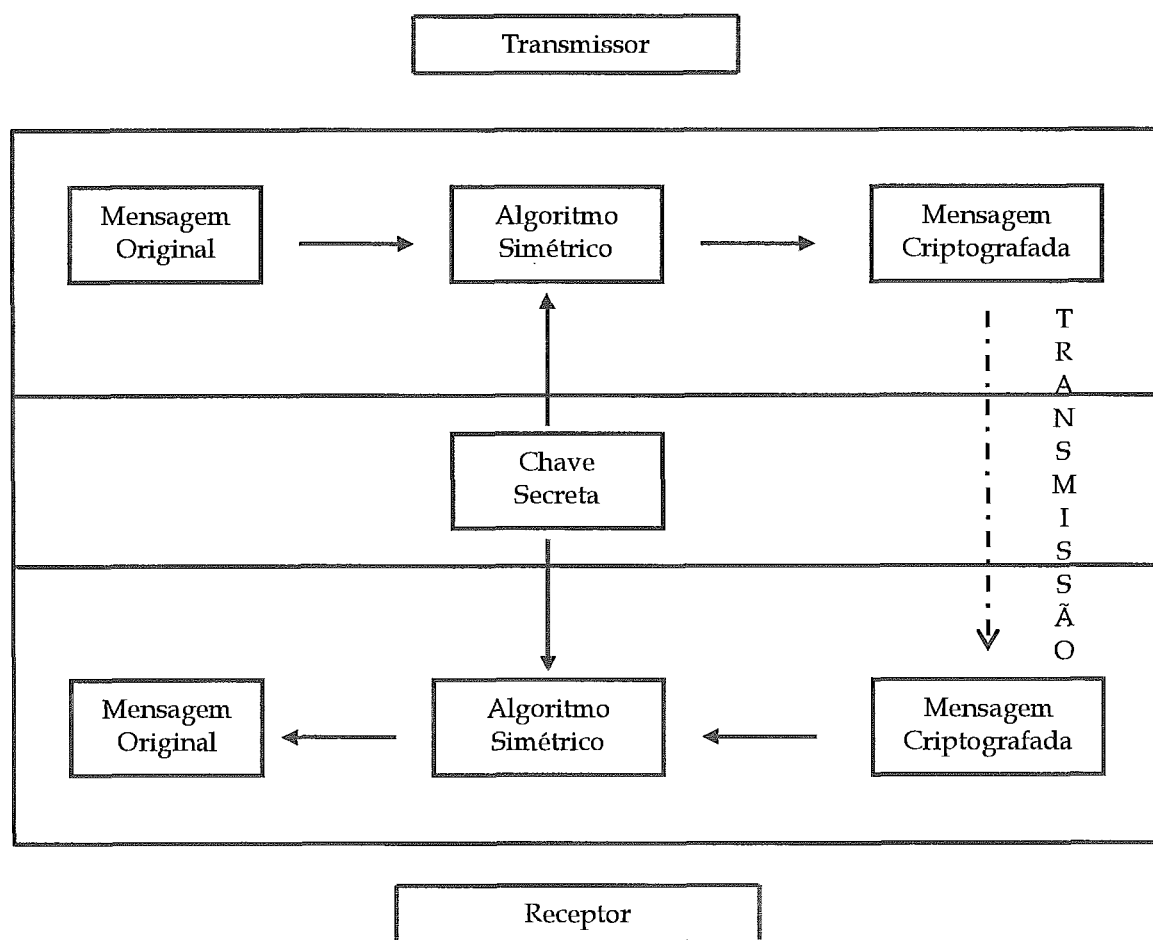 Transmissor
Mensagem
Original
Algoritmo
Simétrico
Mensagem
Criptografada
T
R
A
N
S
M
I
S
S
Ã
O
Chave
Secreta
Mensagem
Original
Algoritmo
Simétrico
Mensagem
Criptografada
Receptor